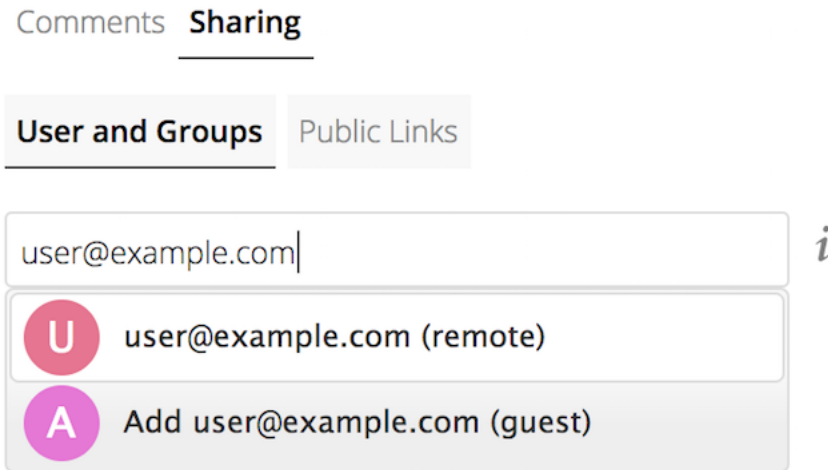 Comments Sharing
User and Groups Public Links
user@example.com i
U user@example.com (remote)
A Add user@example.com (guest)